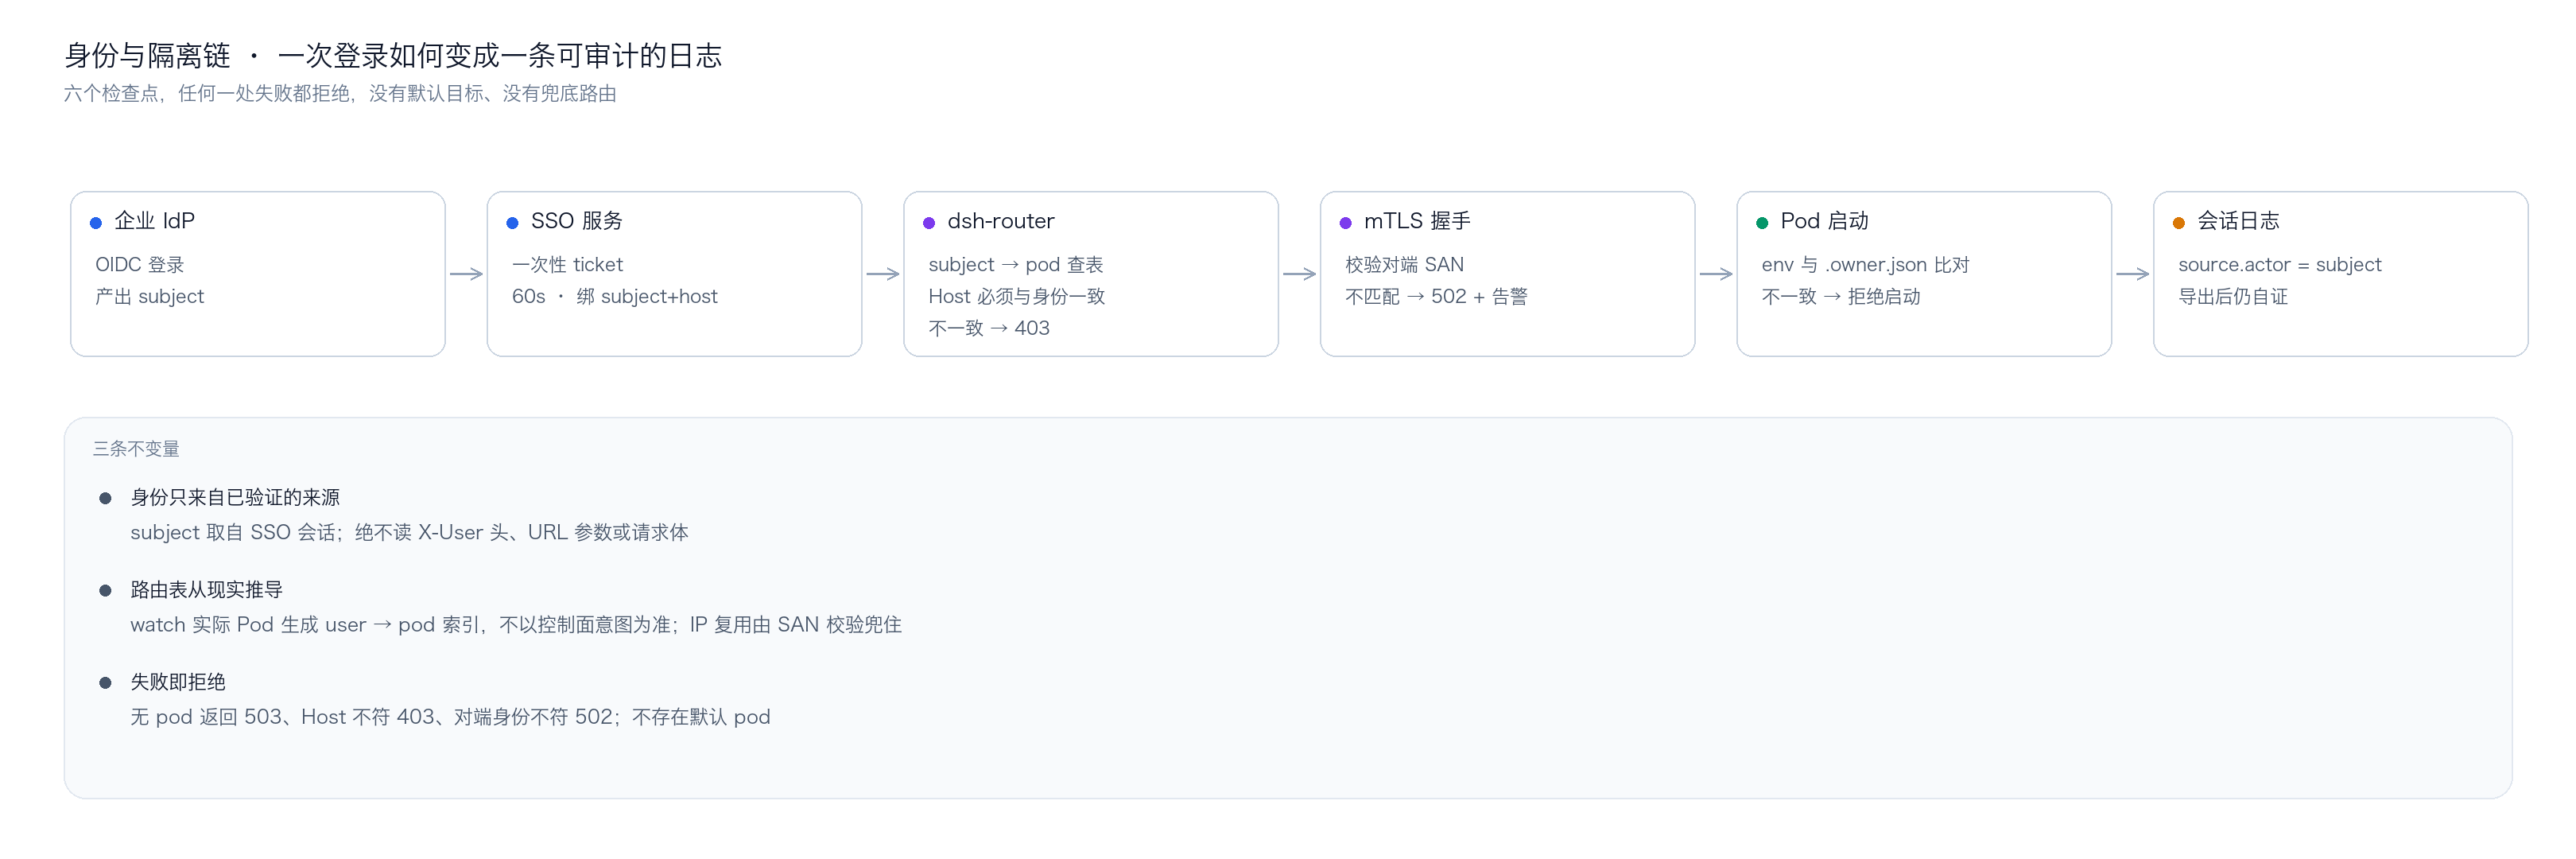 身份与隔离链 · 一次登录如何变成一条可审计的日志
六个检查点，任何一处失败都拒绝，没有默认目标、没有兜底路由
企业 IdP
OIDC 登录
产出 subject
SSO 服务
一次性 ticket
60s · 绑 subject+host
dsh-router
subject → pod 查表
Host 必须与身份一致
不一致 → 403
mTLS 握手
校验对端 SAN
不匹配 → 502 + 告警
Pod 启动
env 与 .owner.json 比对
不一致 → 拒绝启动
会话日志
source.actor = subject
导出后仍自证
三条不变量
身份只来自已验证的来源
subject 取自 SSO 会话；绝不读 X-User 头、URL 参数或请求体
路由表从现实推导
watch 实际 Pod 生成 user → pod 索引，不以控制面意图为准；IP 复用由 SAN 校验兜住
失败即拒绝
无 pod 返回 503、Host 不符 403、对端身份不符 502；不存在默认 pod